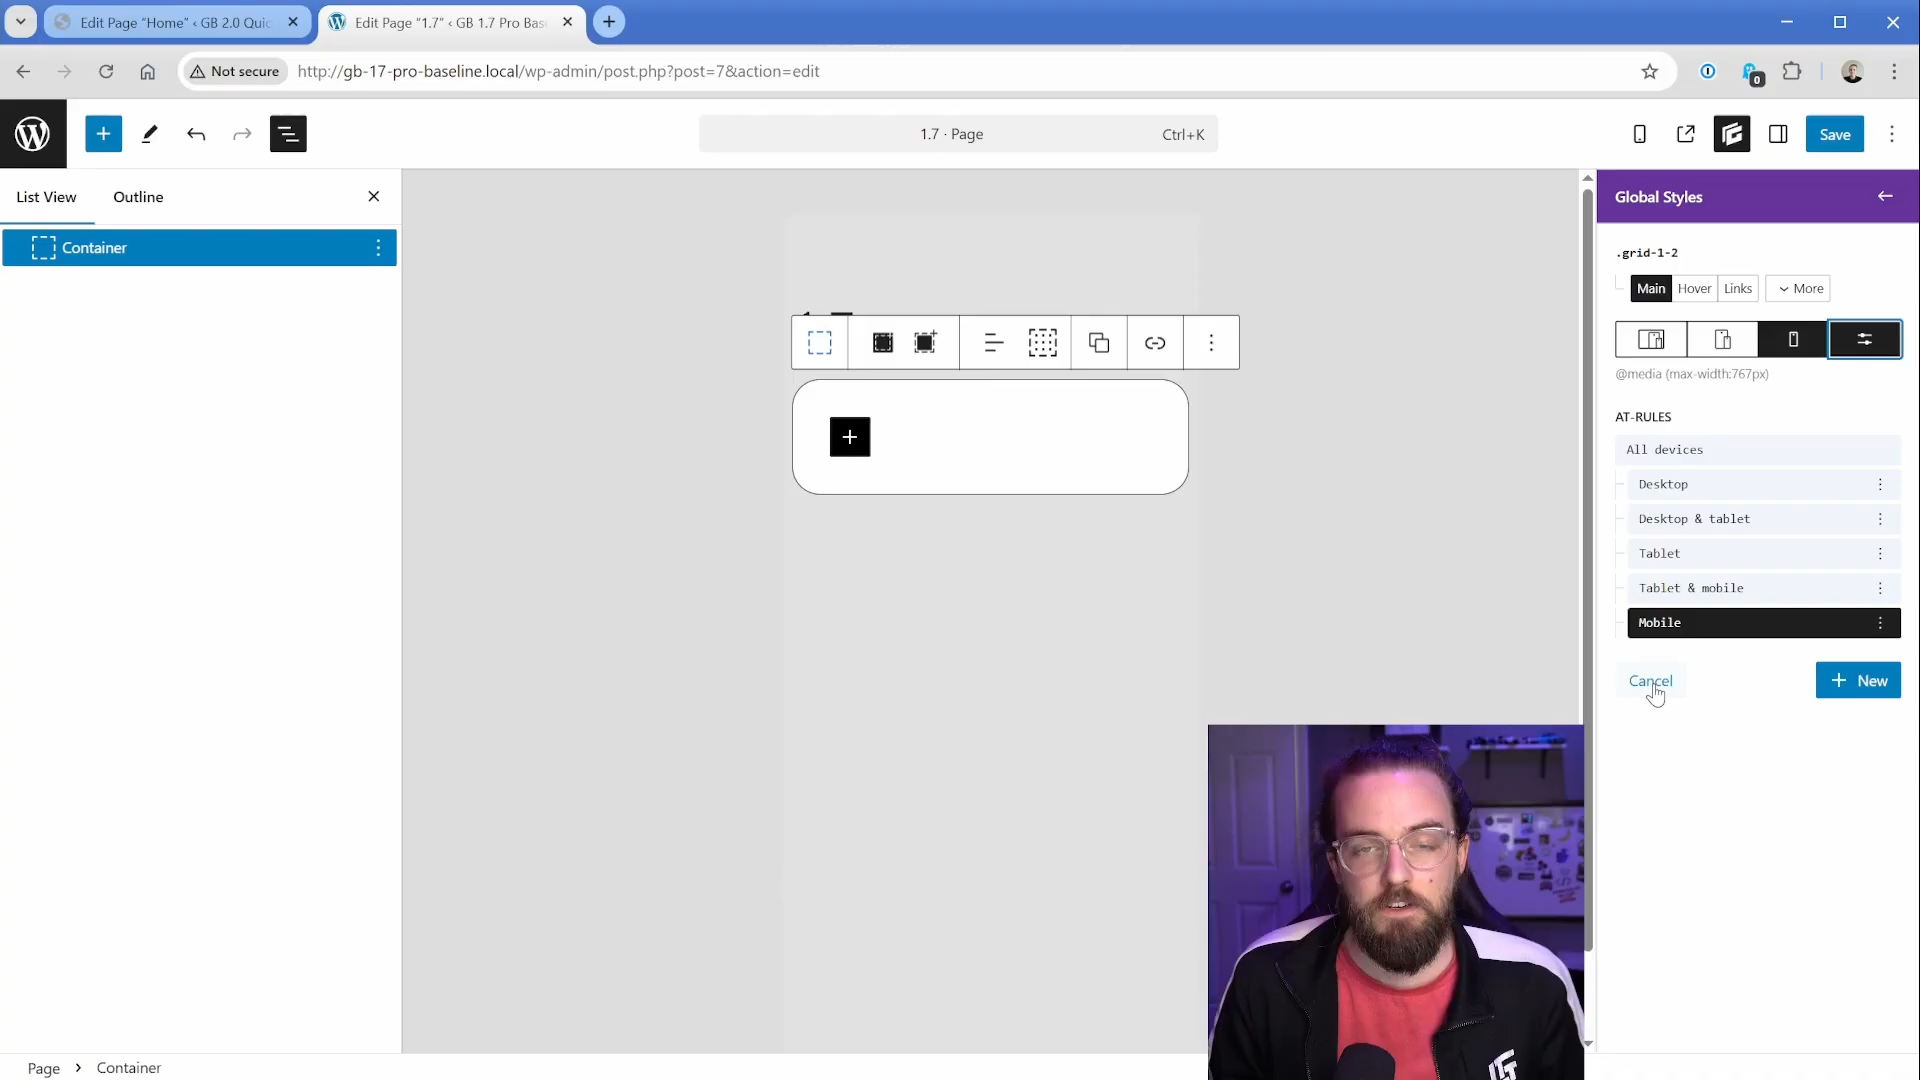 Edit Page “Home” ‹ GB 2.0 Quic
Edit Page “1.7” ‹ GB 1.7 Pro Bas
Not secure
http://gb-17-pro-baseline.local/wp-admin/post.php?post=7&action=edit
0
1.7 · Page
Ctrl+K
Save
List View
Outline
Container
Global Styles
.grid-1-2
Main
Hover
Links
More
@media (max-width:767px)
AT-RULES
All devices
Desktop
Desktop & tablet
Tablet
Tablet & mobile
Mobile
Cancel
New
Page
Container